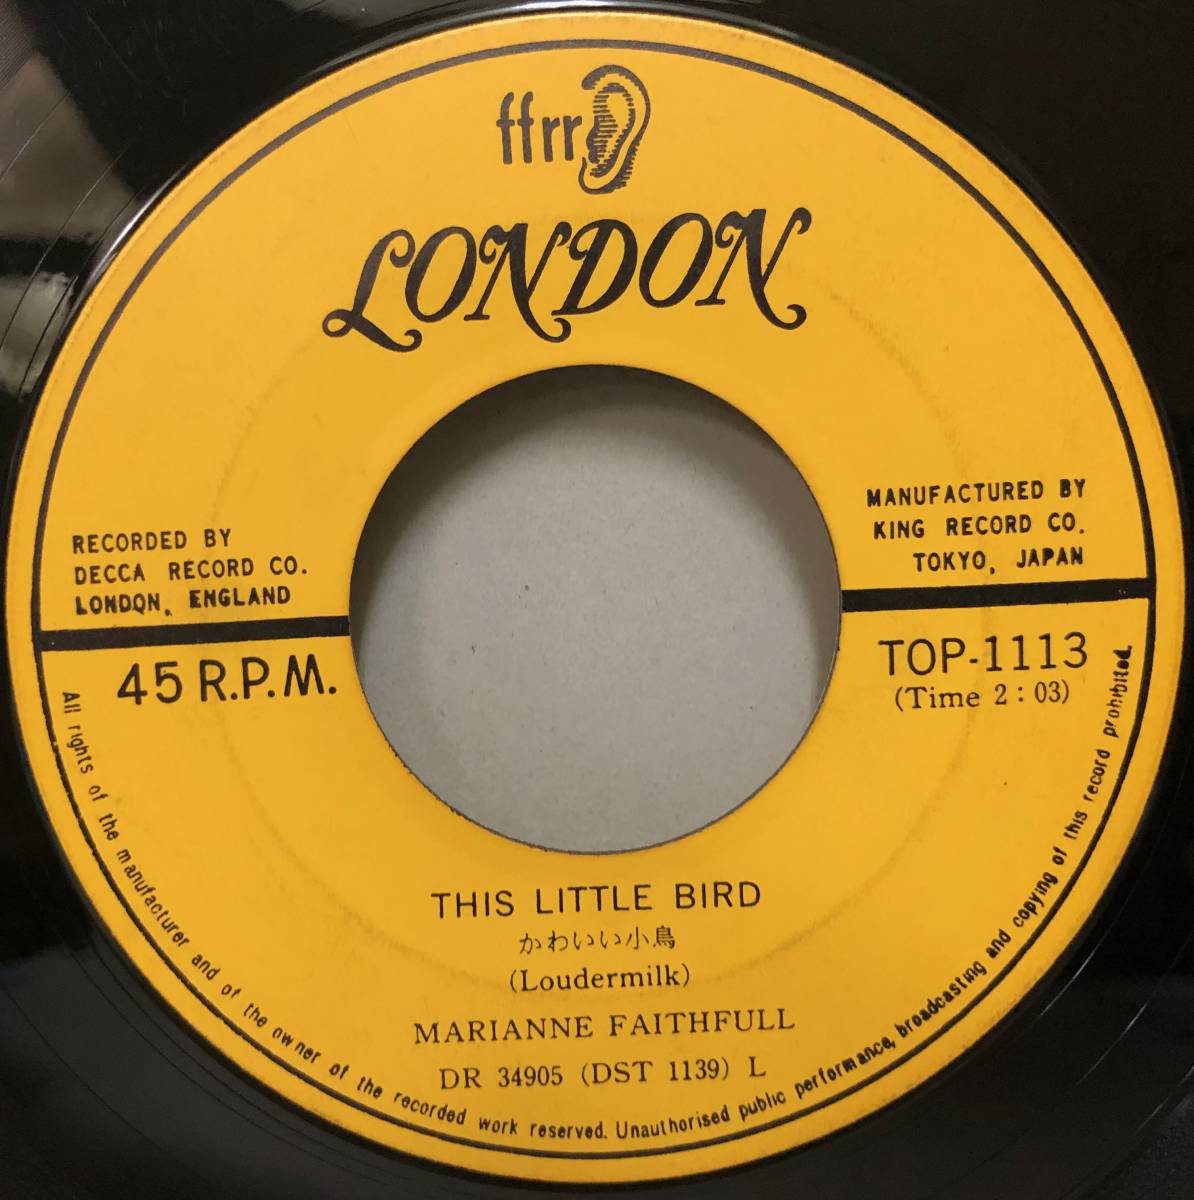 ffrr
LONDON
RECORDED BY
DECCA RECORD CO.
LONDON, ENGLAND
MANUFACTURED BY
KING RECORD CO.
TOKYO, JAPAN
45 R.P.M.
TOP-1113
(Time 2:03)
THIS LITTLE BIRD
かわいい小鳥
(Loudermilk)
MARIANNE FAITHFULL
DR 34905 (DST 1139) L
All rights of the manufacturer and of the owner of the recorded work reserved. Unauthorised public performance, broadcasting and copying of this record prohibited.